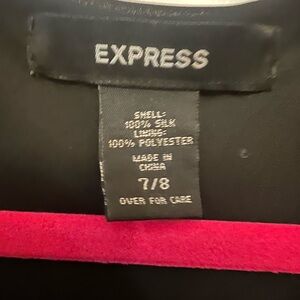 EXPRESS
SHELL:
100% SILK
LINING:
100% POLYESTER
MADE IN
CHINA
7/8
OVER FOR CARE